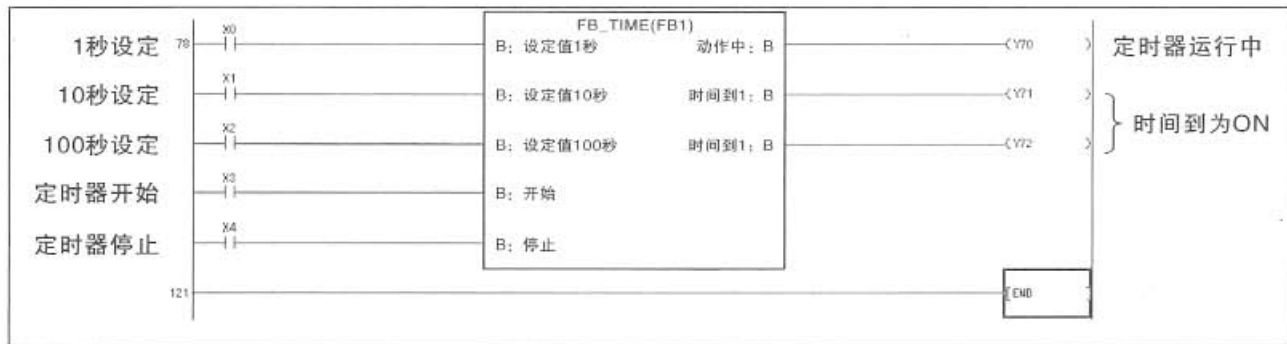 FB_TIME(FB1)
1秒设定 78 X0 B: 设定值1秒 动作中: B Y70 定时器运行中
10秒设定 X1 B: 设定值10秒 时间到1: B Y71
时间到为ON
100秒设定 X2 B: 设定值100秒 时间到1: B Y72
定时器开始 X3 B: 开始
定时器停止 X4 B: 停止
121 END